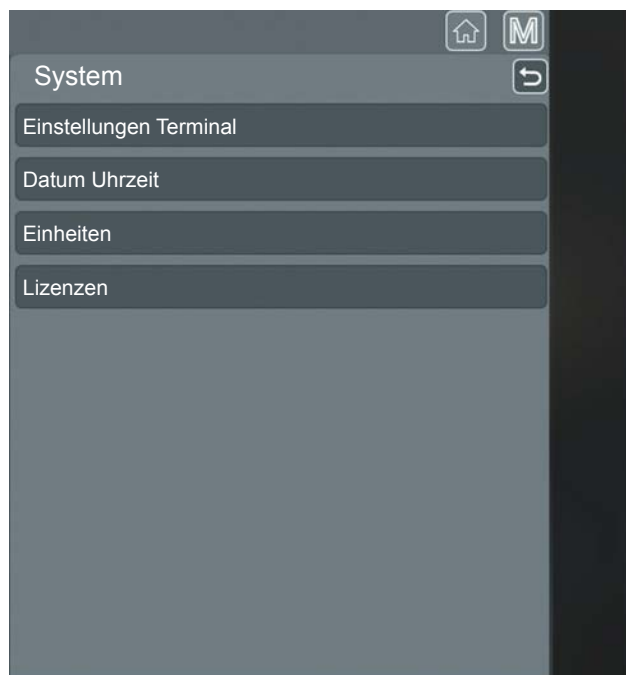 M
System
Einstellungen Terminal
Datum Uhrzeit
Einheiten
Lizenzen